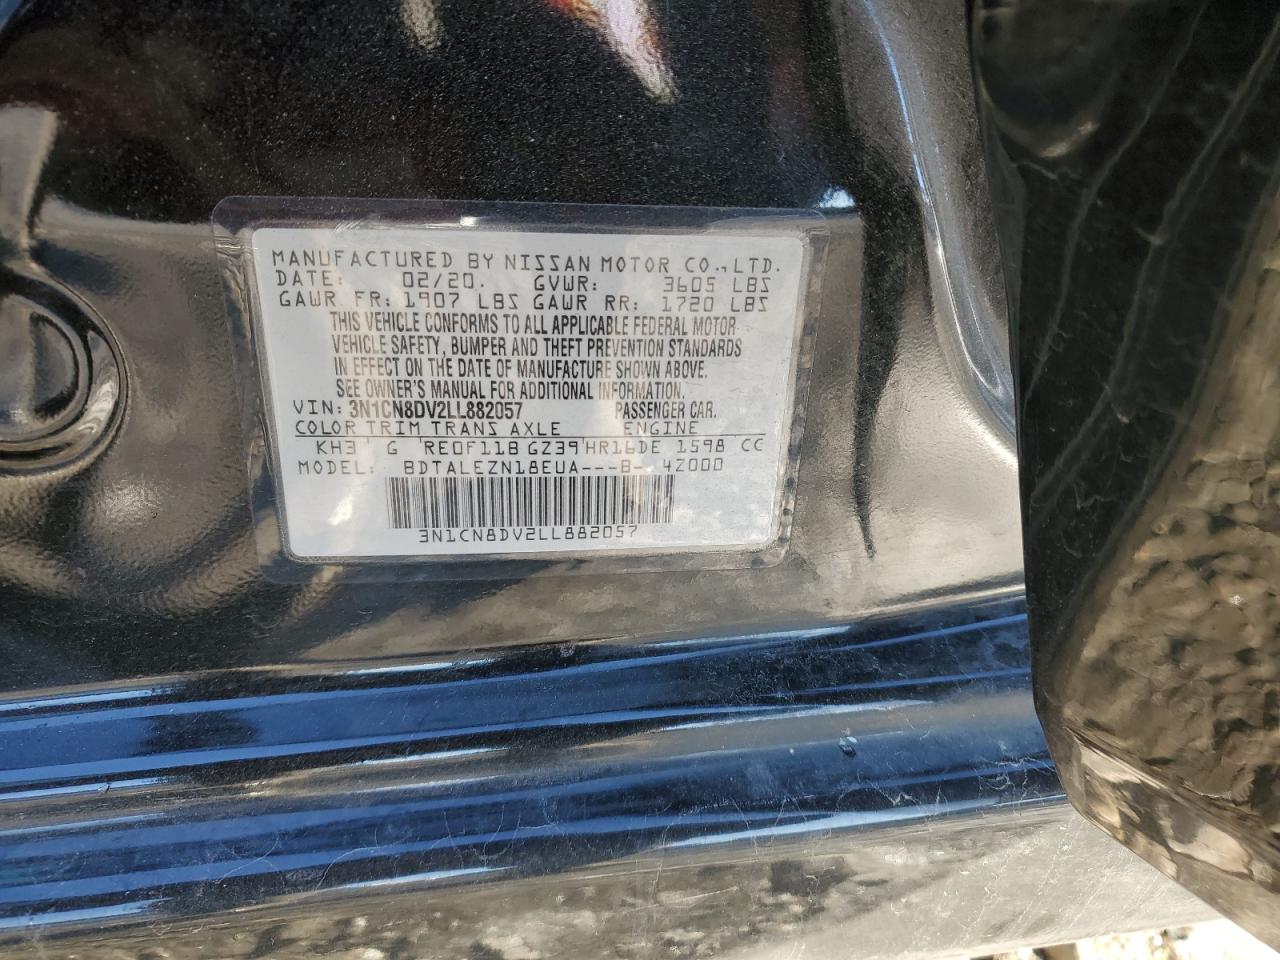 MANUFACTURED BY NISSAN MOTOR CO., LTD.
DATE: 02/20. GVWR: 3605 LBS
GAWR FR: 1907 LBS GAWR RR: 1720 LBS
THIS VEHICLE CONFORMS TO ALL APPLICABLE FEDERAL MOTOR
VEHICLE SAFETY, BUMPER AND THEFT PREVENTION STANDARDS
IN EFFECT ON THE DATE OF MANUFACTURE SHOWN ABOVE.
SEE OWNER'S MANUAL FOR ADDITIONAL INFORMATION.
VIN: 3N1CN8DV2LL882057 PASSENGER CAR.
COLOR TRIM TRANS AXLE ENGINE
KH3 G RE0F11B GZ39 HR16DE 1598 CC
MODEL: BDTALEZN18EUA---B- 4Z000
3N1CN8DV2LL882057